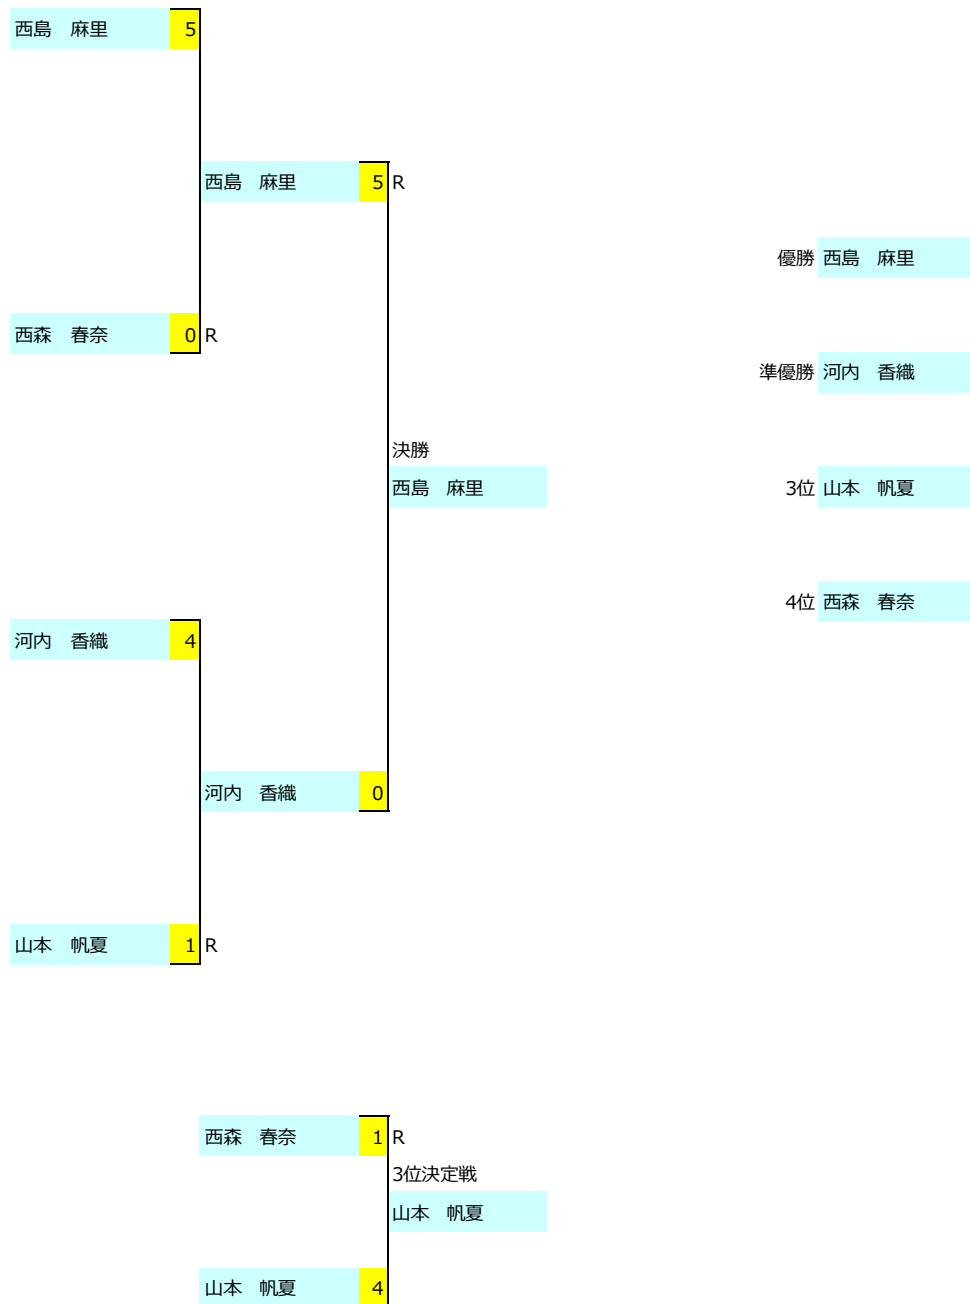 西島　麻里 5
西島　麻里 5 R
優勝 西島　麻里
西森　春奈 0 R
準優勝 河内　香織
決勝
西島　麻里
3位 山本　帆夏
4位 西森　春奈
河内　香織 4
河内　香織 0
山本　帆夏 1 R
西森　春奈 1 R
3位決定戦
山本　帆夏
山本　帆夏 4